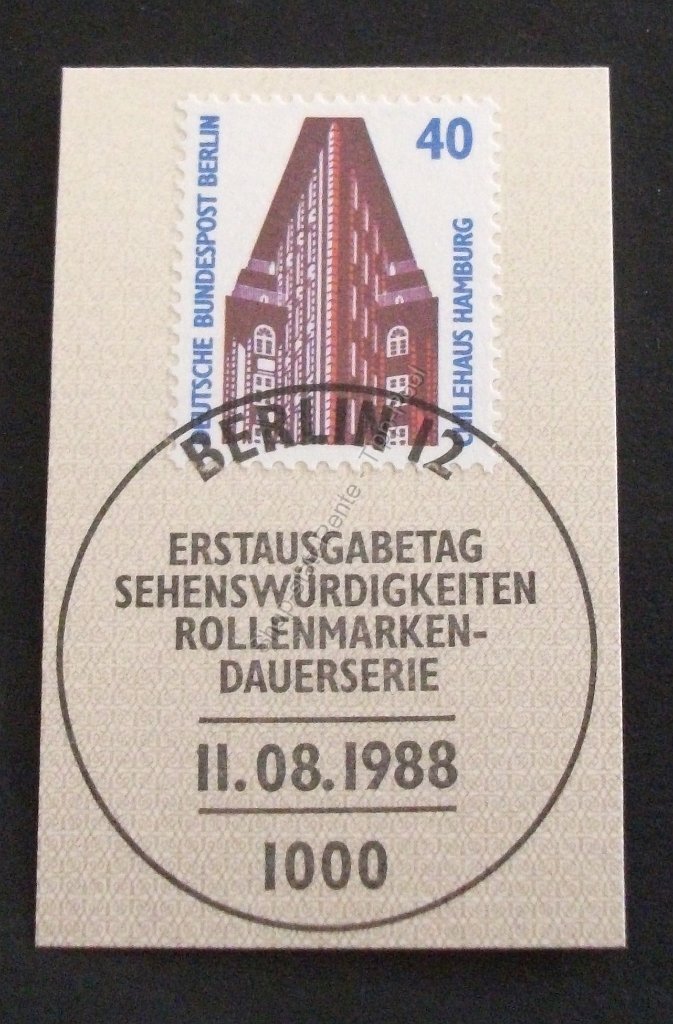 DEUTSCHE BUNDESPOST BERLIN
40
CHILEHAUS HAMBURG
BERLIN 12
ERSTAUSGABETAG
SEHENSWÜRDIGKEITEN
ROLLENMARKEN-
DAUERSERIE
11.08.1988
1000